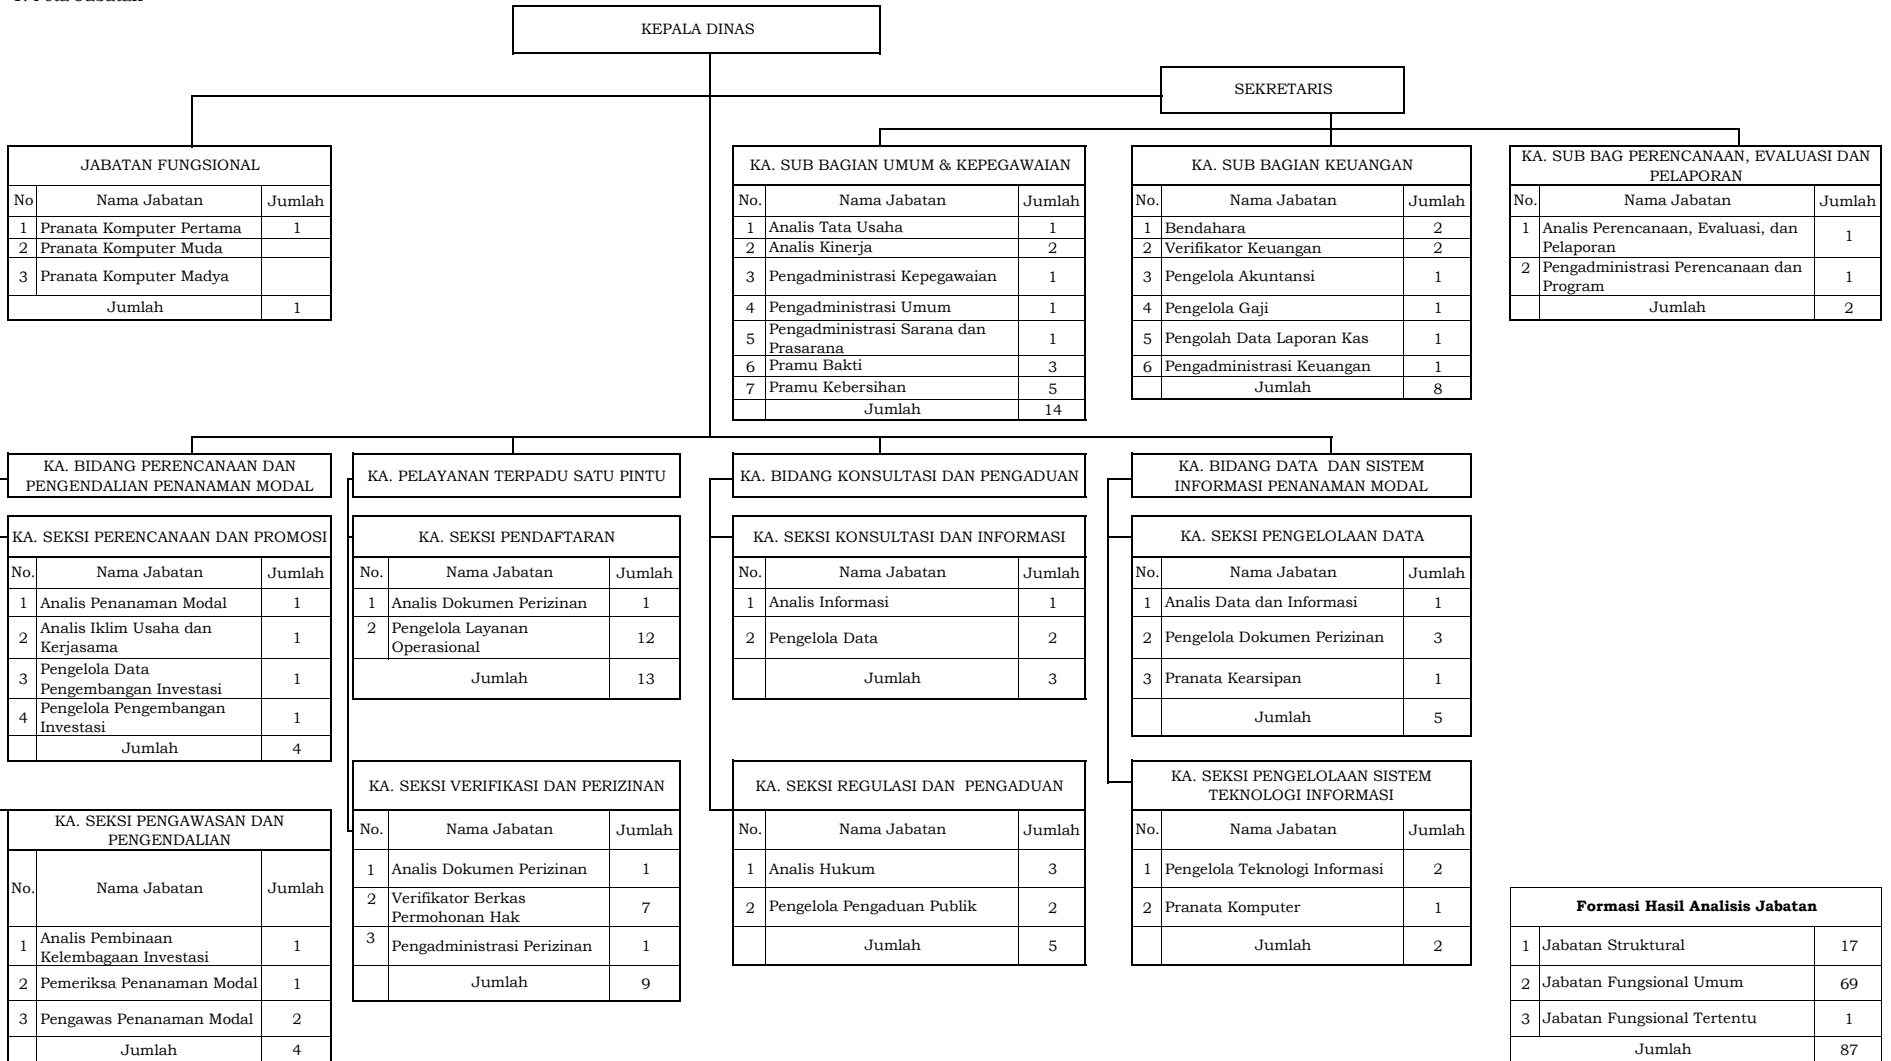 KEPALA DINAS
SEKRETARIS
JABATAN FUNGSIONAL
No Nama Jabatan Jumlah
1 Pranata Komputer Pertama 1
2 Pranata Komputer Muda
3 Pranata Komputer Madya
Jumlah 1
KA. SUB BAGIAN UMUM & KEPEGAWAIAN
No. Nama Jabatan Jumlah
1 Analis Tata Usaha 1
2 Analis Kinerja 2
3 Pengadministrasi Kepegawaian 1
4 Pengadministrasi Umum 1
5 Pengadministrasi Sarana dan
Prasarana 1
6 Pramu Bakti 3
7 Pramu Kebersihan 5
Jumlah 14
KA. SUB BAGIAN KEUANGAN
No. Nama Jabatan Jumlah
1 Bendahara 2
2 Verifikator Keuangan 2
3 Pengelola Akuntansi 1
4 Pengelola Gaji 1
5 Pengolah Data Laporan Kas 1
6 Pengadministrasi Keuangan 1
Jumlah 8
KA. SUB BAG PERENCANAAN, EVALUASI DAN
PELAPORAN
No. Nama Jabatan Jumlah
1 Analis Perencanaan, Evaluasi, dan
Pelaporan 1
2 Pengadministrasi Perencanaan dan
Program 1
Jumlah 2
KA. BIDANG PERENCANAAN DAN
PENGENDALIAN PENANAMAN MODAL
KA. SEKSI PERENCANAAN DAN PROMOSI
No. Nama Jabatan Jumlah
1 Analis Penanaman Modal 1
2 Analis Iklim Usaha dan
Kerjasama 1
3 Pengelola Data
Pengembangan Investasi 1
4 Pengelola Pengembangan
Investasi 1
Jumlah 4
KA. SEKSI PENGAWASAN DAN
PENGENDALIAN
No. Nama Jabatan Jumlah
1 Analis Pembinaan
Kelembagaan Investasi 1
2 Pemeriksa Penanaman Modal 1
3 Pengawas Penanaman Modal 2
Jumlah 4
KA. PELAYANAN TERPADU SATU PINTU
KA. SEKSI PENDAFTARAN
No. Nama Jabatan Jumlah
1 Analis Dokumen Perizinan 1
2 Pengelola Layanan
Operasional 12
Jumlah 13
KA. SEKSI VERIFIKASI DAN PERIZINAN
No. Nama Jabatan Jumlah
1 Analis Dokumen Perizinan 1
2 Verifikator Berkas
Permohonan Hak 7
3 Pengadministrasi Perizinan 1
Jumlah 9
KA. BIDANG KONSULTASI DAN PENGADUAN
KA. SEKSI KONSULTASI DAN INFORMASI
No. Nama Jabatan Jumlah
1 Analis Informasi 1
2 Pengelola Data 2
Jumlah 3
KA. SEKSI REGULASI DAN PENGADUAN
No. Nama Jabatan Jumlah
1 Analis Hukum 3
2 Pengelola Pengaduan Publik 2
Jumlah 5
KA. BIDANG DATA DAN SISTEM
INFORMASI PENANAMAN MODAL
KA. SEKSI PENGELOLAAN DATA
No. Nama Jabatan Jumlah
1 Analis Data dan Informasi 1
2 Pengelola Dokumen Perizinan 3
3 Pranata Kearsipan 1
Jumlah 5
KA. SEKSI PENGELOLAAN SISTEM
TEKNOLOGI INFORMASI
No. Nama Jabatan Jumlah
1 Pengelola Teknologi Informasi 2
2 Pranata Komputer 1
Jumlah 2
Formasi Hasil Analisis Jabatan
1 Jabatan Struktural 17
2 Jabatan Fungsional Umum 69
3 Jabatan Fungsional Tertentu 1
Jumlah 87